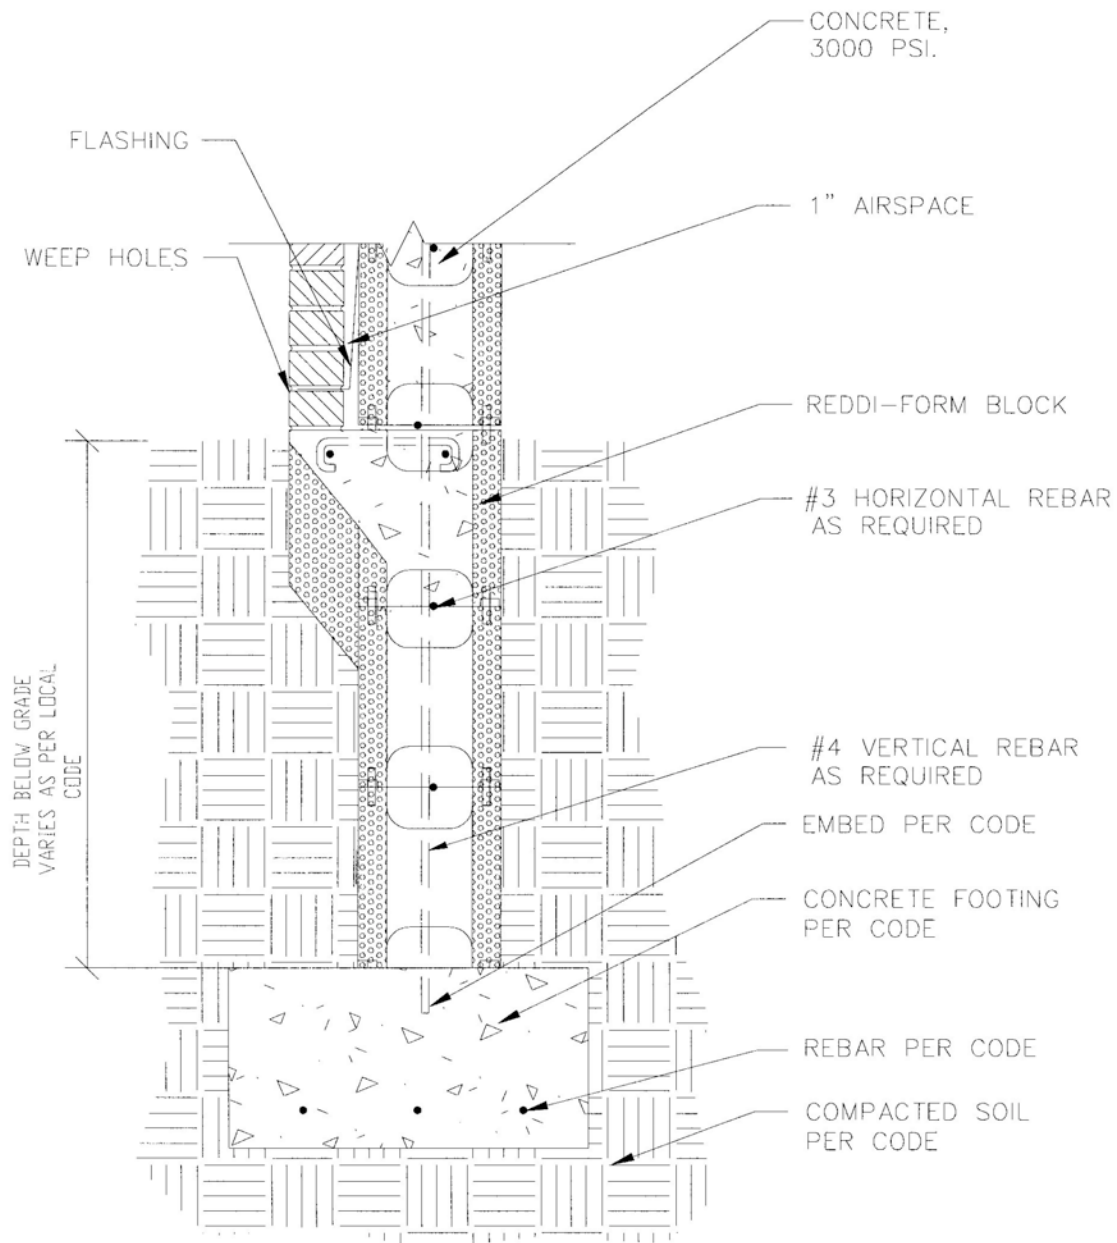 CONCRETE,
3000 PSI.
FLASHING
1" AIRSPACE
WEEP HOLES
REDDI-FORM BLOCK
#3 HORIZONTAL REBAR
AS REQUIRED
DEPTH BELOW GRADE
VARIES AS PER LOCAL
CODE
#4 VERTICAL REBAR
AS REQUIRED
EMBED PER CODE
CONCRETE FOOTING
PER CODE
REBAR PER CODE
COMPACTED SOIL
PER CODE